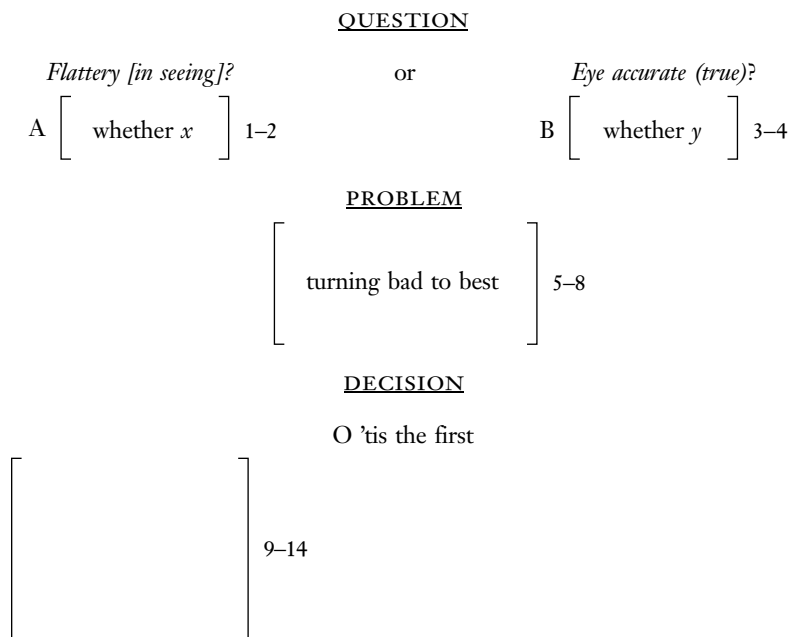 QUESTION
Flattery [in seeing]? or Eye accurate (true)?
A [ whether x ] 1–2 B [ whether y ] 3–4
PROBLEM
[ turning bad to best ] 5–8
DECISION
O ’tis the first
[ ] 9–14